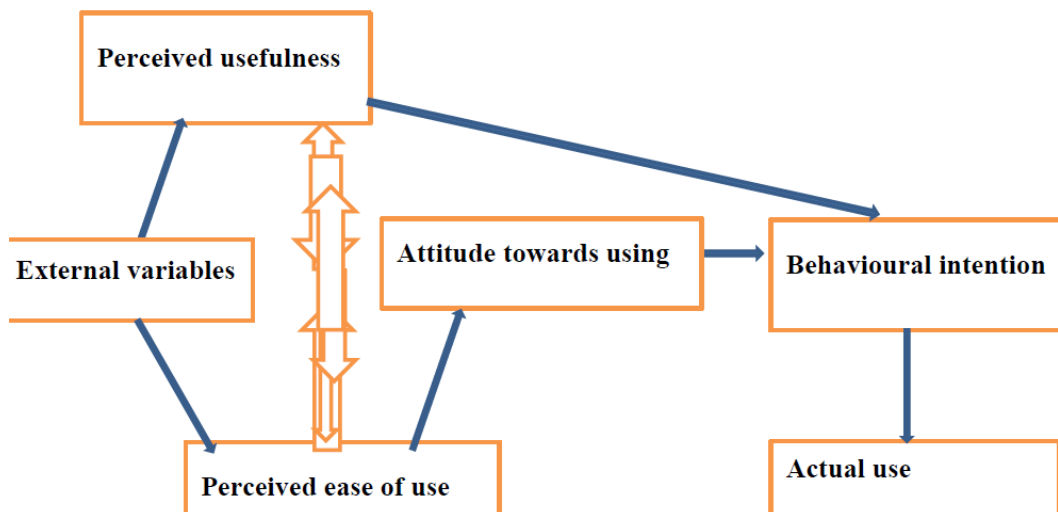 Perceived usefulness
External variables
Attitude towards using
Behavioural intention
Perceived ease of use
Actual use